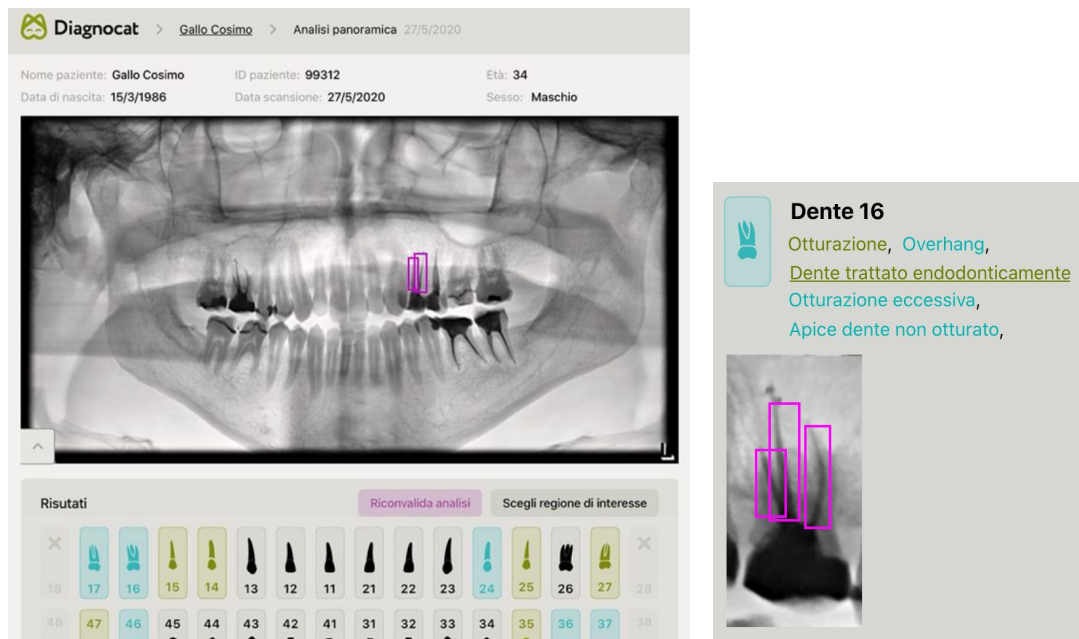 Diagnocat > Gallo Cosimo > Analisi panoramica 27/5/2020
Nome paziente: Gallo Cosimo ID paziente: 99312 Età: 34
Data di nascita: 15/3/1986 Data scansione: 27/5/2020 Sesso: Maschio
L
Risutati Riconvalida analisi Scegli regione di interesse
18 17 16 15 14 13 12 11 21 22 23 24 25 26 27 28
48 47 46 45 44 43 42 41 31 32 33 34 35 36 37 38
Dente 16
Otturazione, Overhang,
Dente trattato endodonticamente
Otturazione eccessiva,
Apice dente non otturato,